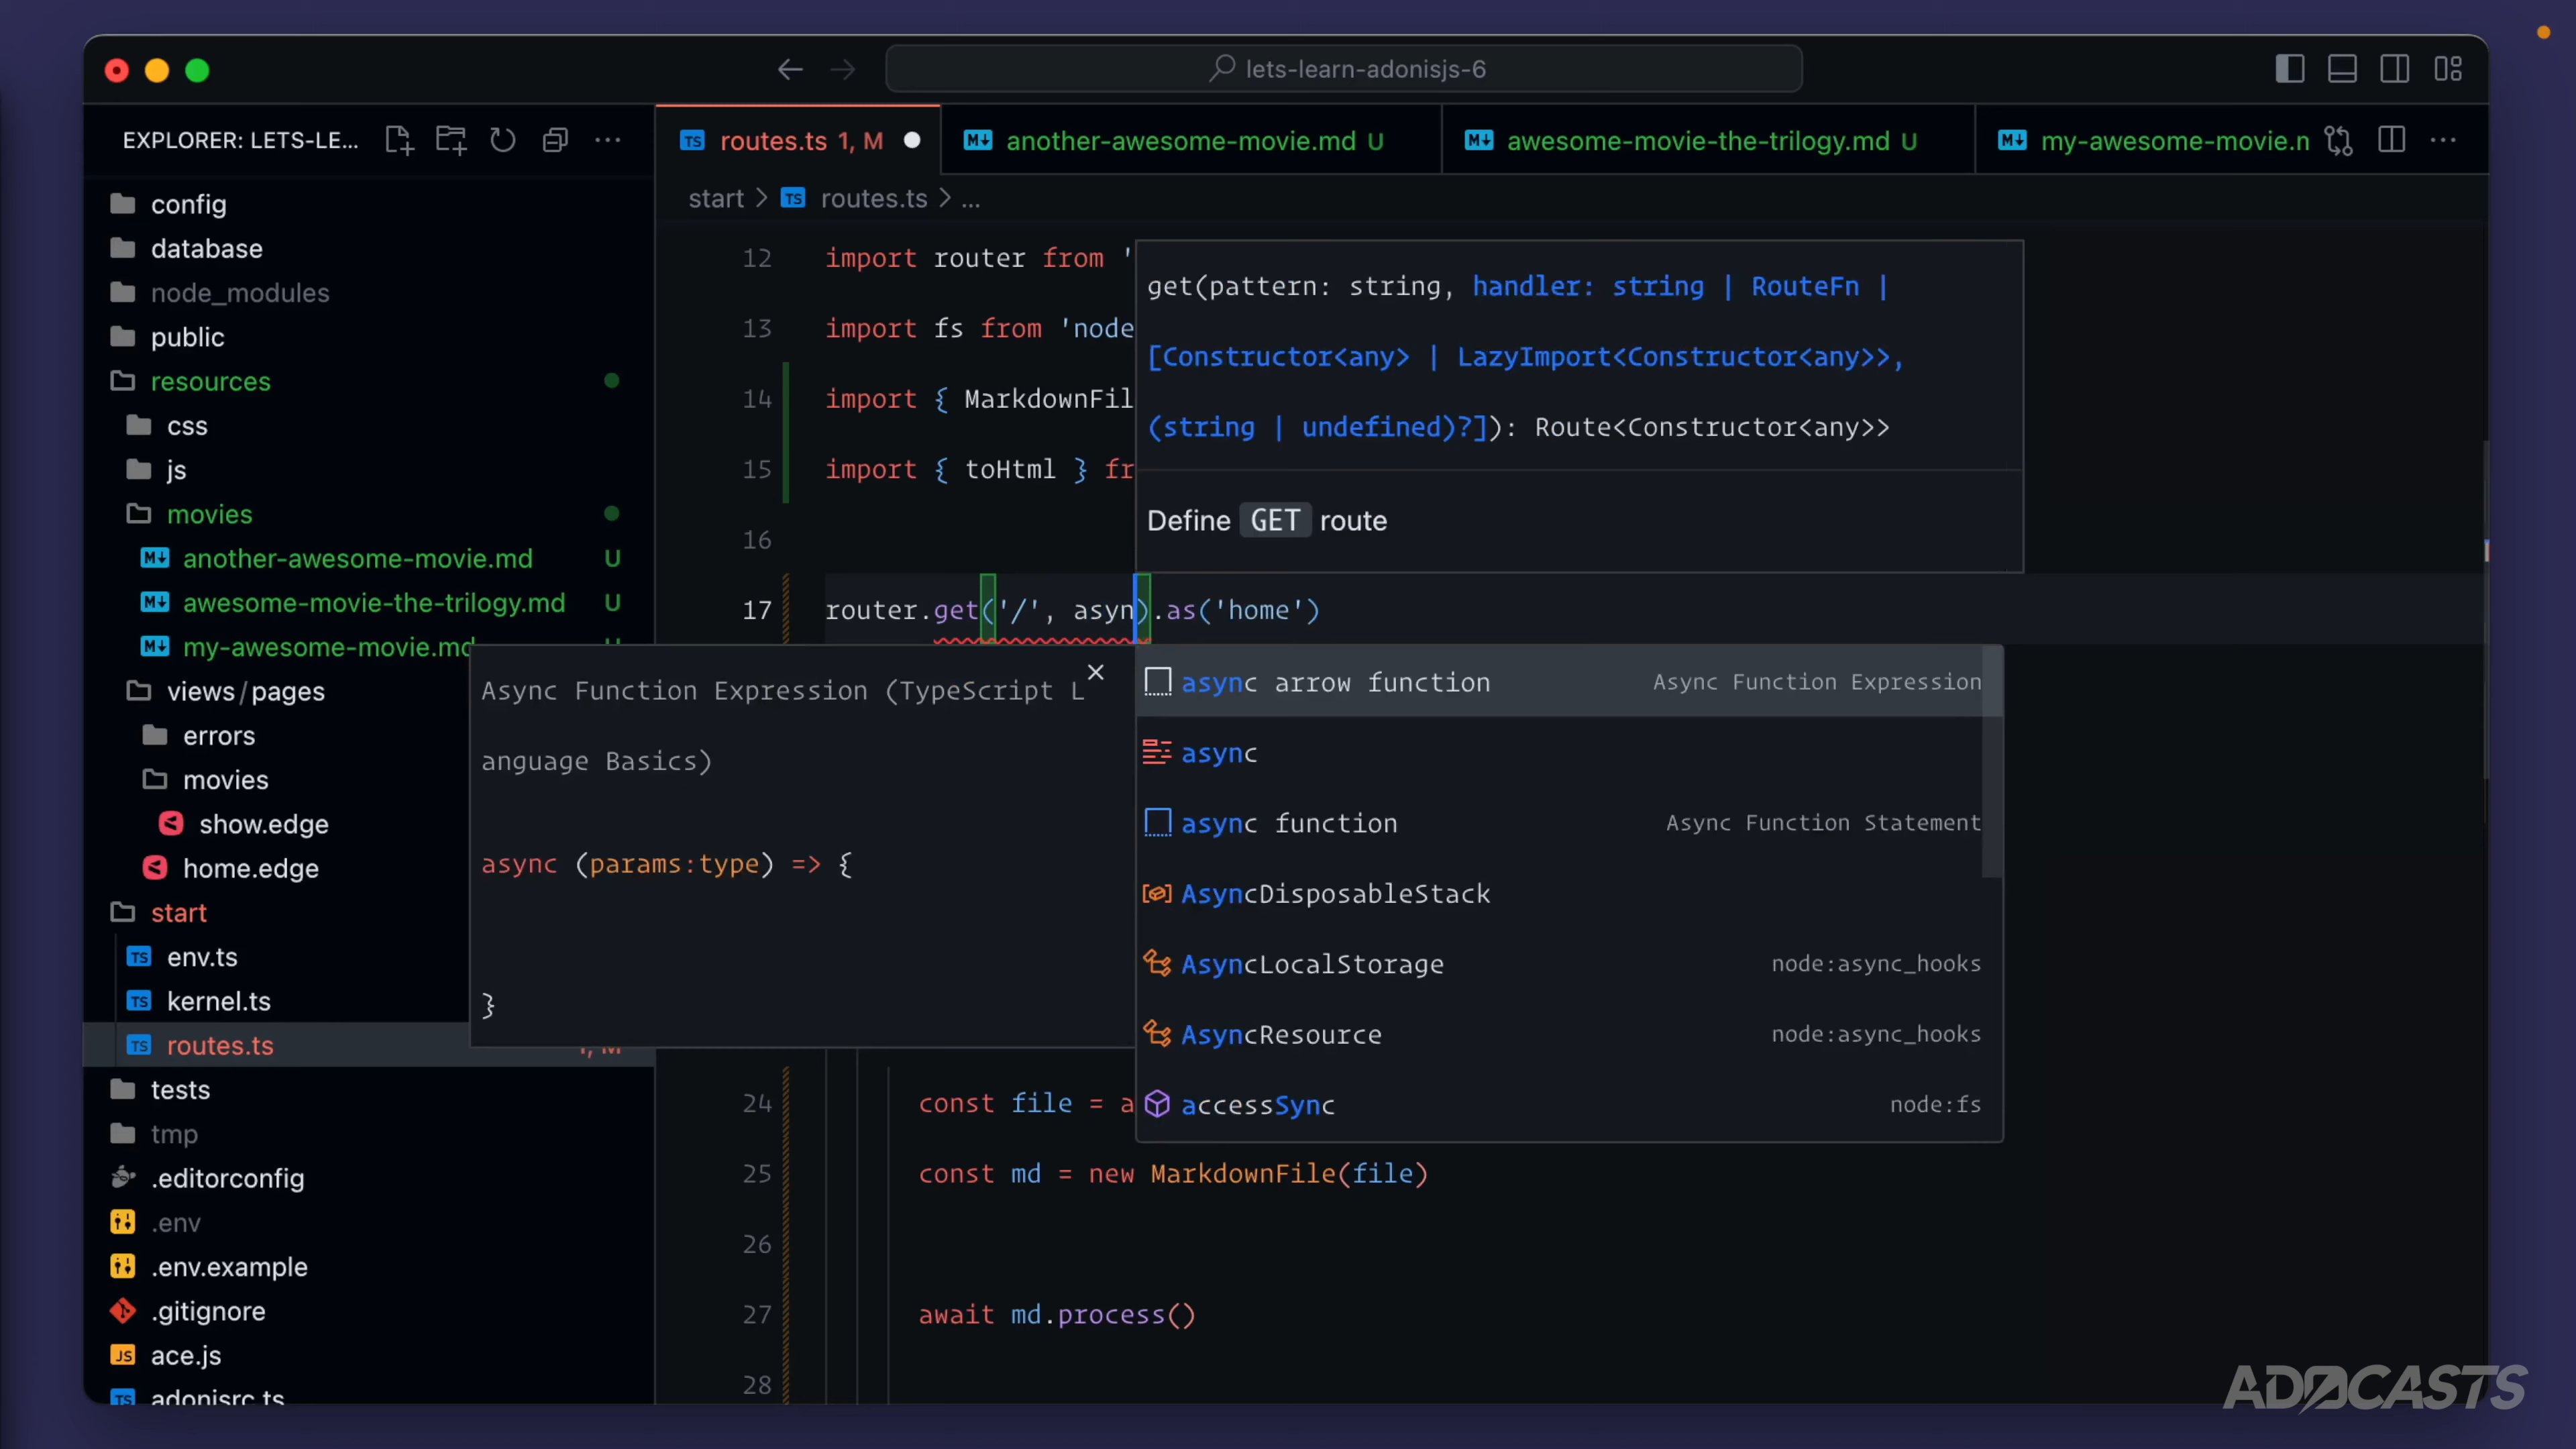 lets-learn-adonisjs-6
EXPLORER: LETS-LE...
routes.ts 1, M
another-awesome-movie.md U
awesome-movie-the-trilogy.md U
my-awesome-movie.n
start > TS routes.ts > ...
config
database
node_modules
public
resources
css
js
movies
another-awesome-movie.md U
awesome-movie-the-trilogy.md U
my-awesome-movie.md
views/pages
errors
movies
show.edge
home.edge
start
env.ts
kernel.ts
routes.ts 1, M
tests
tmp
.editorconfig
.env
.env.example
.gitignore
ace.js
adonisrc.ts
12 import router from '
13 import fs from 'node
14 import { MarkdownFil
15 import { toHtml } fr
16
17 router.get('/', asyn).as('home')
get(pattern: string, handler: string | RouteFn |
[Constructor<any> | LazyImport<Constructor<any>>,
(string | undefined)?]): Route<Constructor<any>>
Define GET route
Async Function Expression (TypeScript L
anguage Basics)
async (params:type) => {
}
async arrow function Async Function Expression
async
async function Async Function Statement
AsyncDisposableStack
AsyncLocalStorage node:async_hooks
AsyncResource node:async_hooks
accessSync node:fs
24 const file = a
25 const md = new MarkdownFile(file)
26
27 await md.process()
28
ADOCASTS